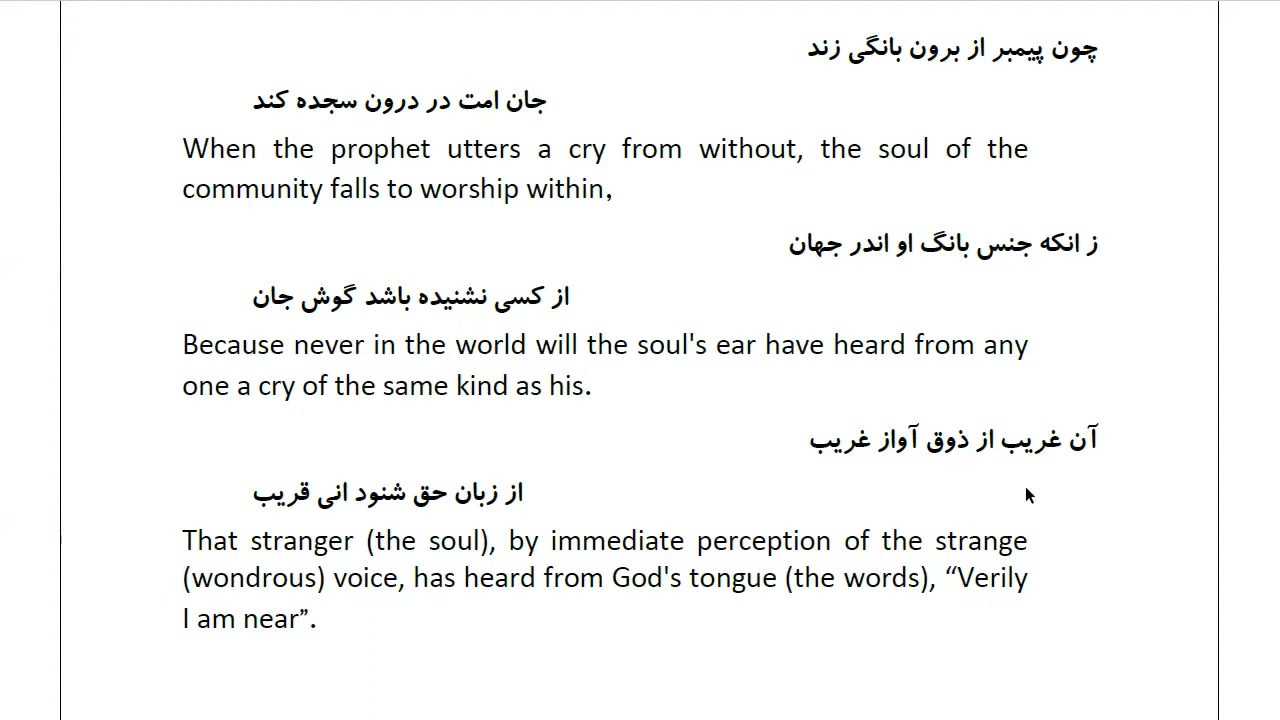 چون پیمبر از برون بانگی زند
جان امت در درون سجده کند
When the prophet utters a cry from without, the soul of the
community falls to worship within,
ز انکه جنس بانگ او اندر جهان
از کسی نشنیده باشد گوش جان
Because never in the world will the soul's ear have heard from any
one a cry of the same kind as his.
آن غریب از ذوق آواز غریب
از زبان حق شنود انی قریب
That stranger (the soul), by immediate perception of the strange
(wondrous) voice, has heard from God's tongue (the words), “Verily
I am near”.